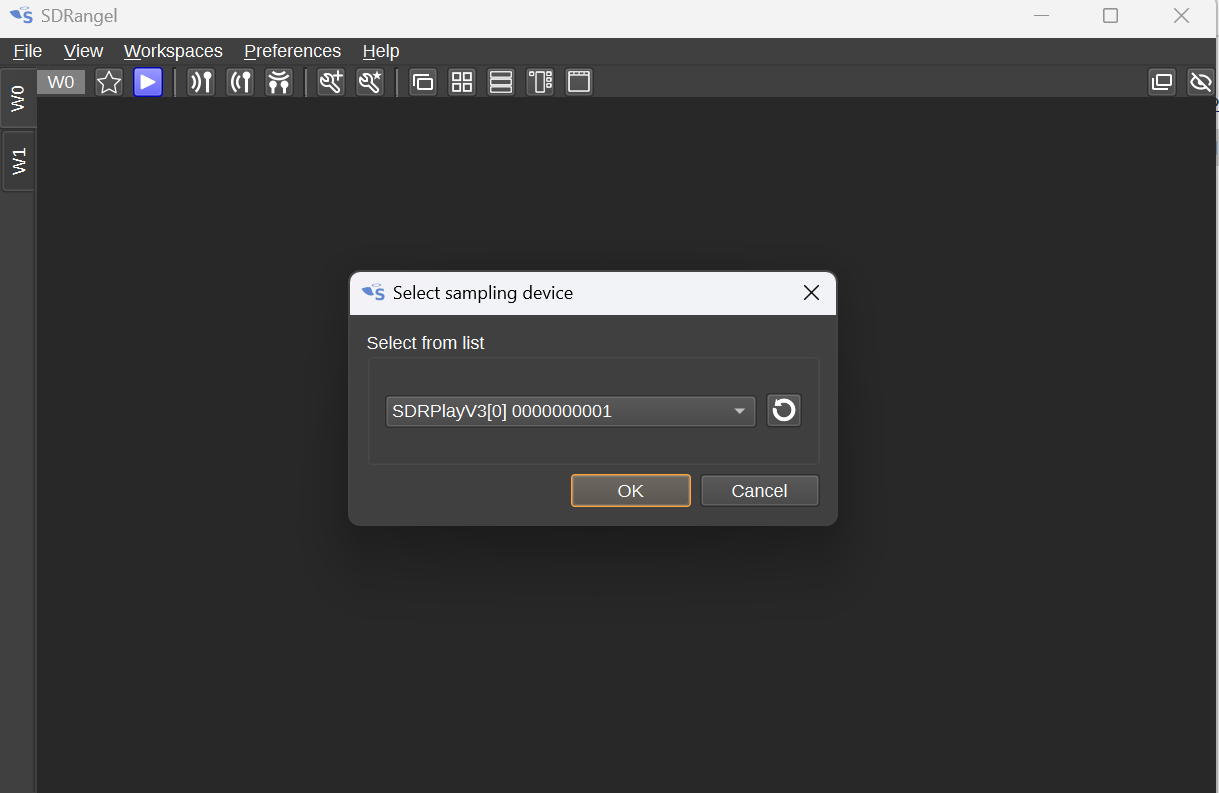 SDRangel
File View Workspaces Preferences Help
W0
W0
W1
Select sampling device
Select from list
SDRPlayV3[0] 0000000001
OK Cancel